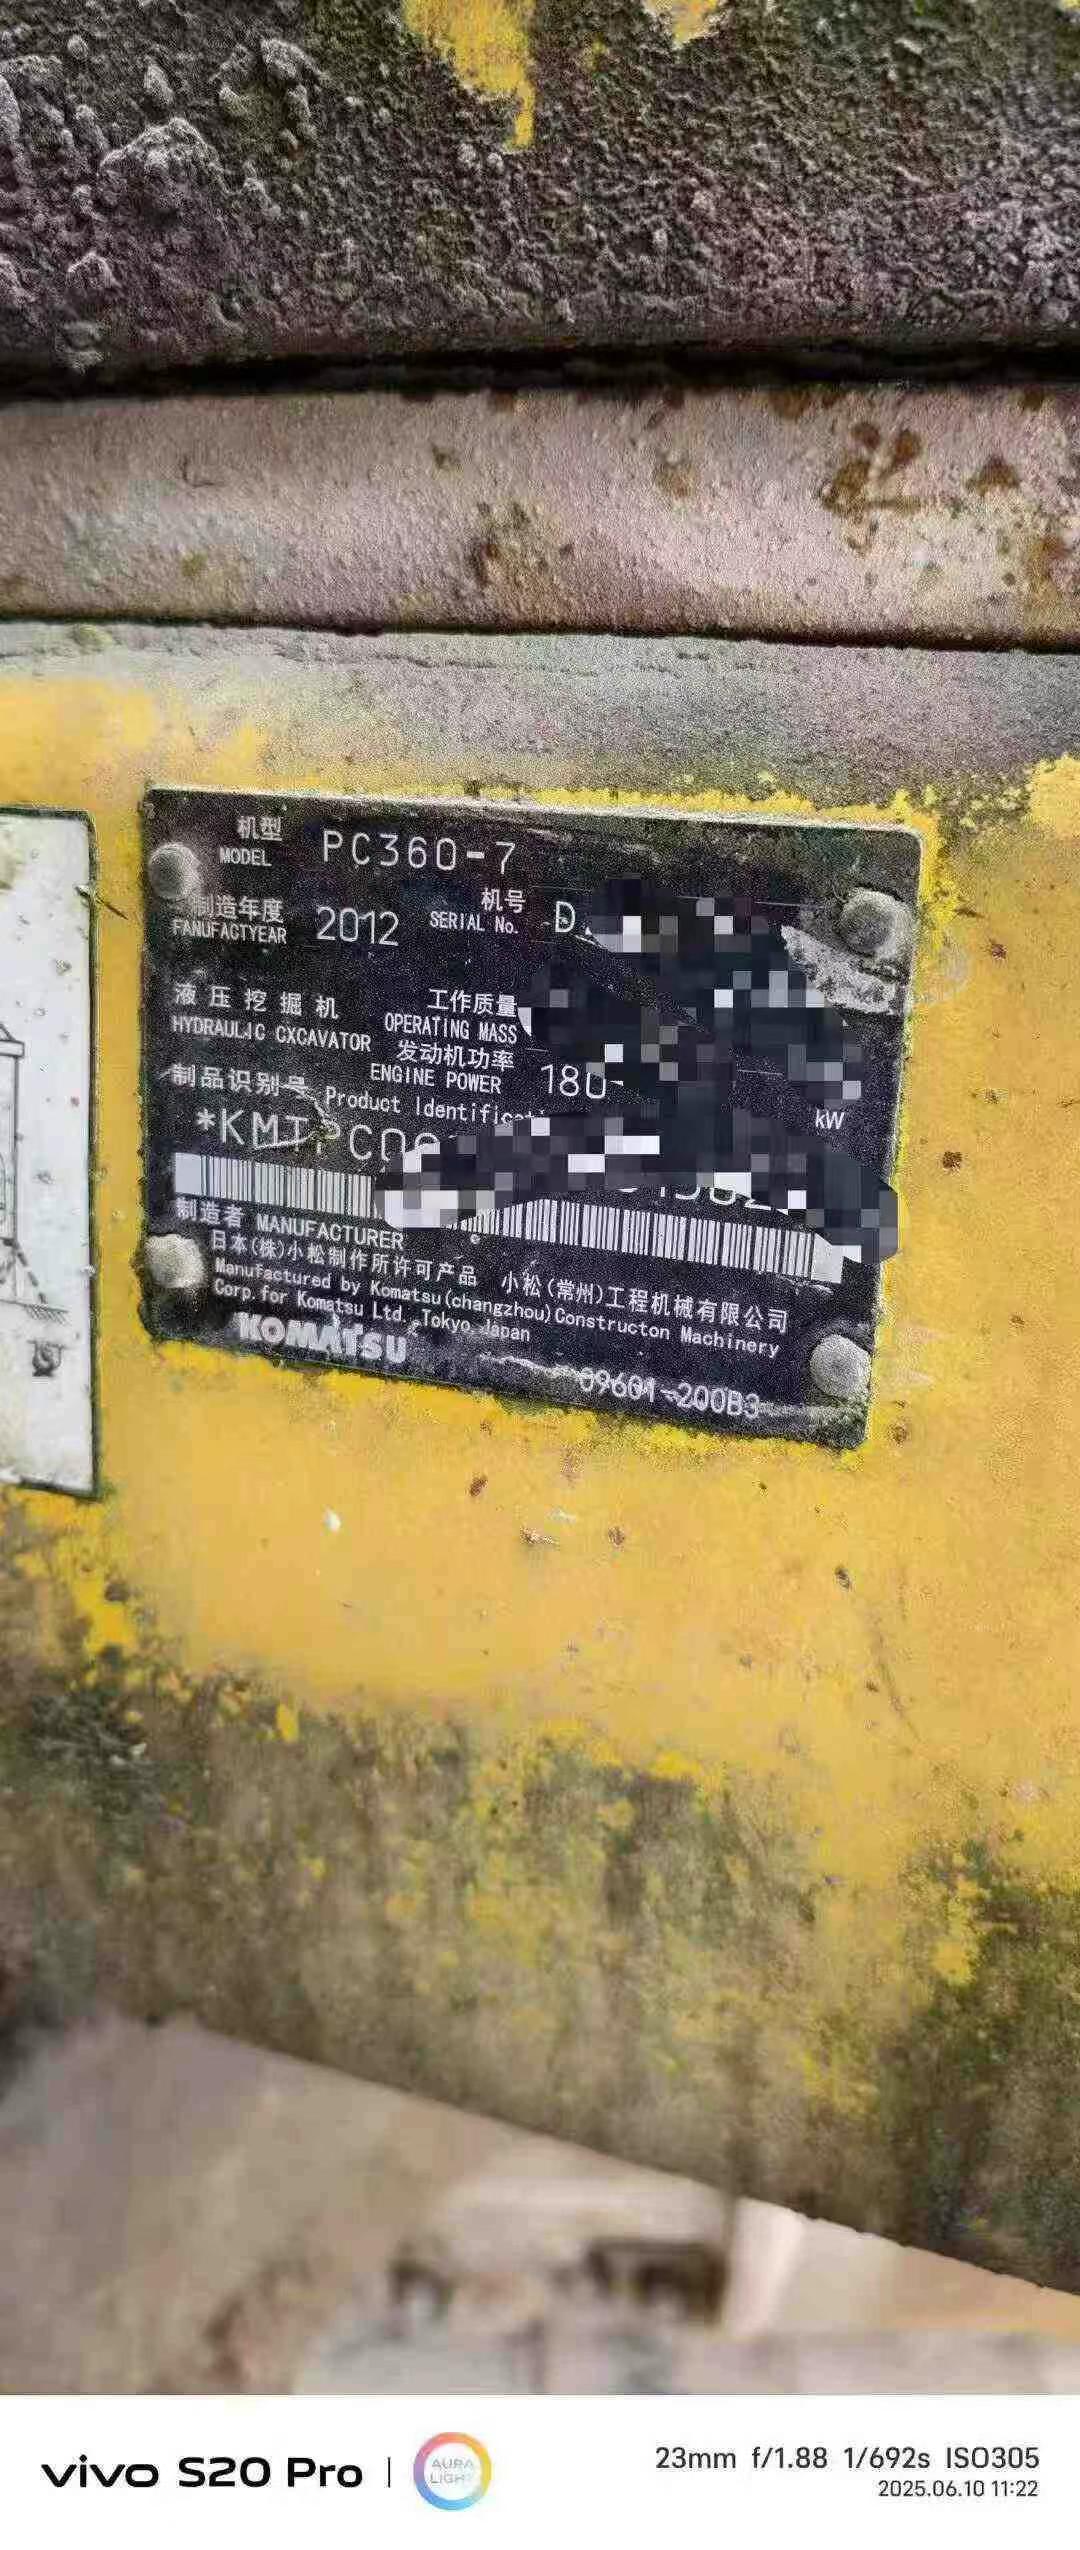 机型
MODEL PC360-7
制造年度 机号
FANUFACTYEAR 2012 SERIAL No. D
液压挖掘机 工作质量
HYDRAULIC CXCAVATOR OPERATING MASS
发动机功率
ENGINE POWER 180 kW
制品识别号 Product Identific
*KMTPC0
制造者 MANUFACTURER
日本(株)小松制作所许可产品 小松(常州)工程机械有限公司
Manufactured by Komatsu(changzhou)Constructon Machinery
Corp.for Komatsu Ltd. Tokyo.Japan
KOMATSU
09601-200B3
vivo S20 Pro | AURA LIGHT
23mm f/1.88 1/692s ISO305
2025.06.10 11:22